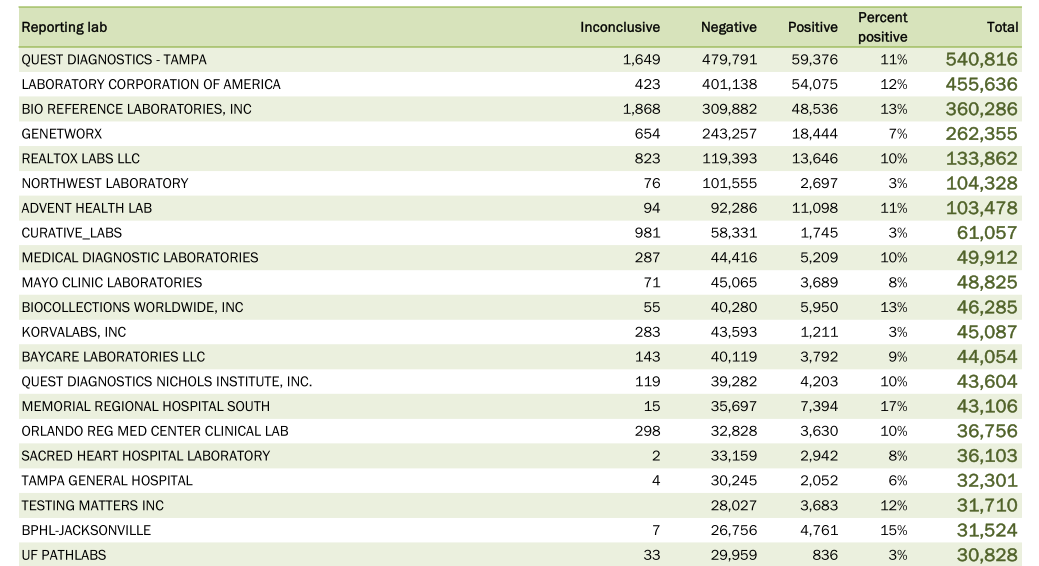 Reporting lab Inconclusive Negative Positive Percent positive Total
QUEST DIAGNOSTICS - TAMPA 1,649 479,791 59,376 11% 540,816
LABORATORY CORPORATION OF AMERICA 423 401,138 54,075 12% 455,636
BIO REFERENCE LABORATORIES, INC 1,868 309,882 48,536 13% 360,286
GENETWORX 654 243,257 18,444 7% 262,355
REALTOX LABS LLC 823 119,393 13,646 10% 133,862
NORTHWEST LABORATORY 76 101,555 2,697 3% 104,328
ADVENT HEALTH LAB 94 92,286 11,098 11% 103,478
CURATIVE_LABS 981 58,331 1,745 3% 61,057
MEDICAL DIAGNOSTIC LABORATORIES 287 44,416 5,209 10% 49,912
MAYO CLINIC LABORATORIES 71 45,065 3,689 8% 48,825
BIOCOLLECTIONS WORLDWIDE, INC 55 40,280 5,950 13% 46,285
KORVALABS, INC 283 43,593 1,211 3% 45,087
BAYCARE LABORATORIES LLC 143 40,119 3,792 9% 44,054
QUEST DIAGNOSTICS NICHOLS INSTITUTE, INC. 119 39,282 4,203 10% 43,604
MEMORIAL REGIONAL HOSPITAL SOUTH 15 35,697 7,394 17% 43,106
ORLANDO REG MED CENTER CLINICAL LAB 298 32,828 3,630 10% 36,756
SACRED HEART HOSPITAL LABORATORY 2 33,159 2,942 8% 36,103
TAMPA GENERAL HOSPITAL 4 30,245 2,052 6% 32,301
TESTING MATTERS INC 28,027 3,683 12% 31,710
BPHL-JACKSONVILLE 7 26,756 4,761 15% 31,524
UF PATHLABS 33 29,959 836 3% 30,828